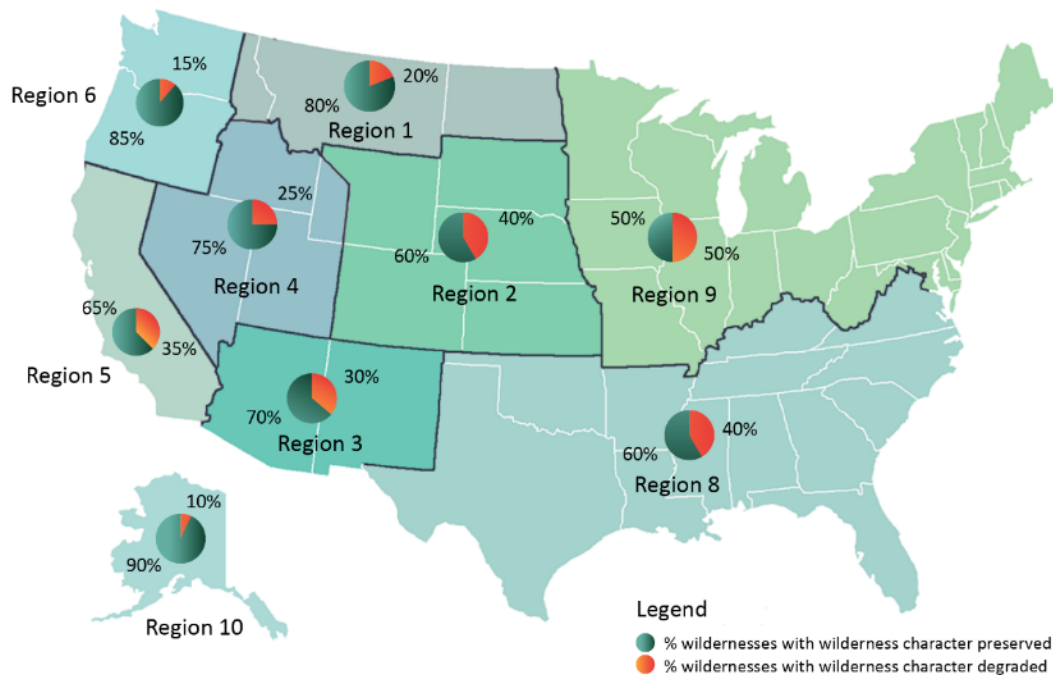 15%
Region 6
85%
20%
80%
Region 1
25%
75%
Region 4
40%
60%
Region 2
50%
50%
Region 9
65%
35%
Region 5
30%
70%
Region 3
40%
60%
Region 8
10%
90%
Region 10
Legend
% wildernesses with wilderness character preserved
% wildernesses with wilderness character degraded